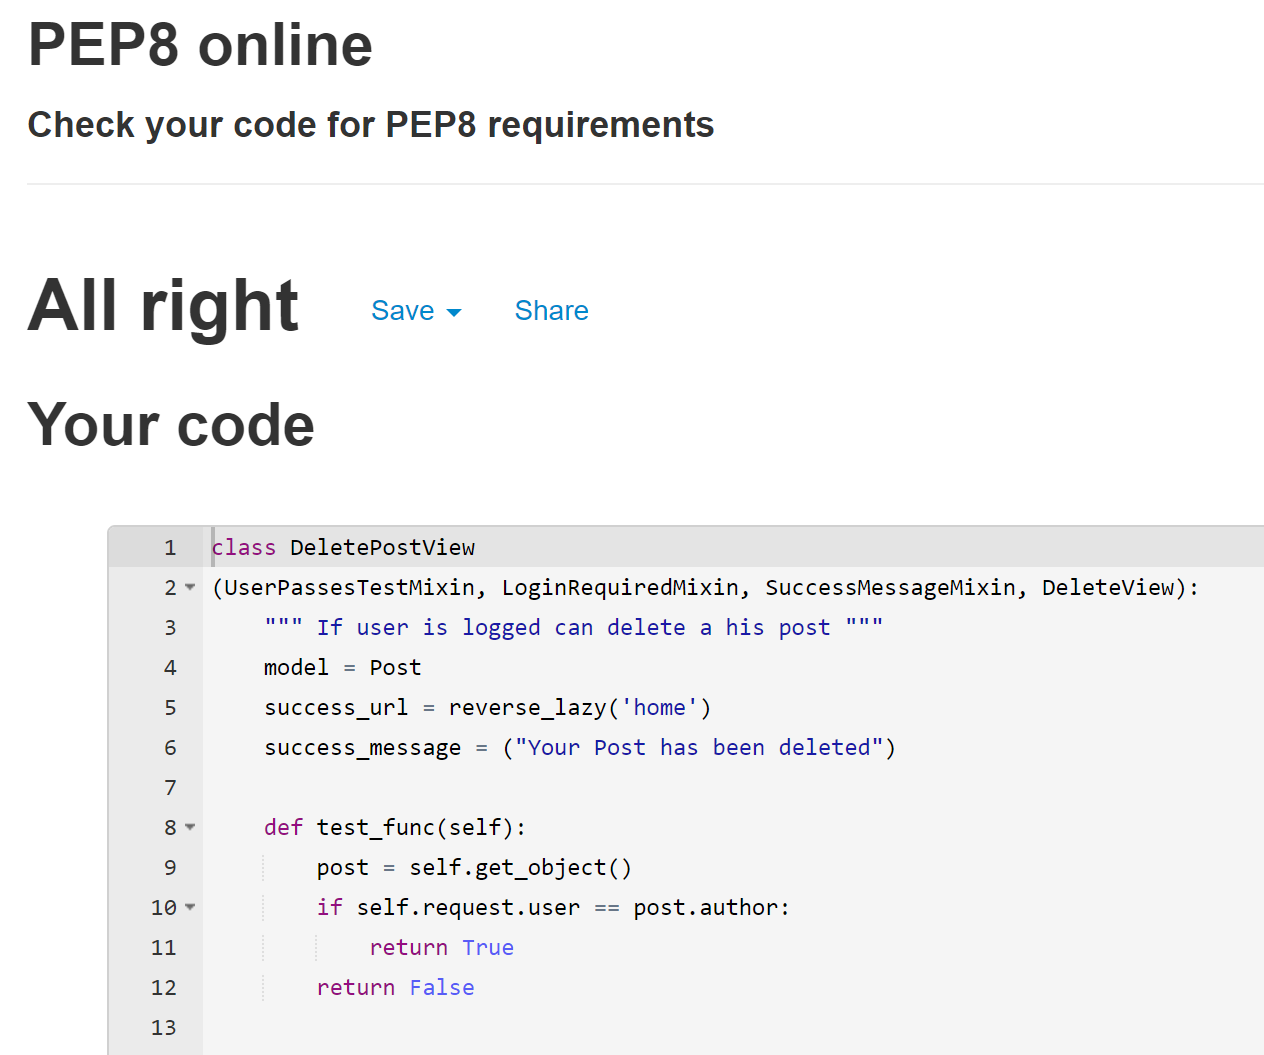 PEP8 online
Check your code for PEP8 requirements
All right Save Share
Your code
1 class DeletePostView
2 (UserPassesTestMixin, LoginRequiredMixin, SuccessMessageMixin, DeleteView):
3     """ If user is logged can delete a his post """
4     model = Post
5     success_url = reverse_lazy('home')
6     success_message = ("Your Post has been deleted")
7
8     def test_func(self):
9         post = self.get_object()
10         if self.request.user == post.author:
11             return True
12         return False
13